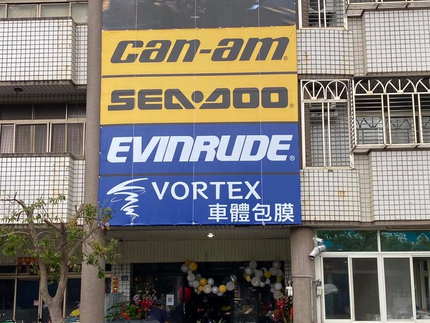 can-am®
SEA-DOO®
EVINRUDE®
VORTEX
車體包膜